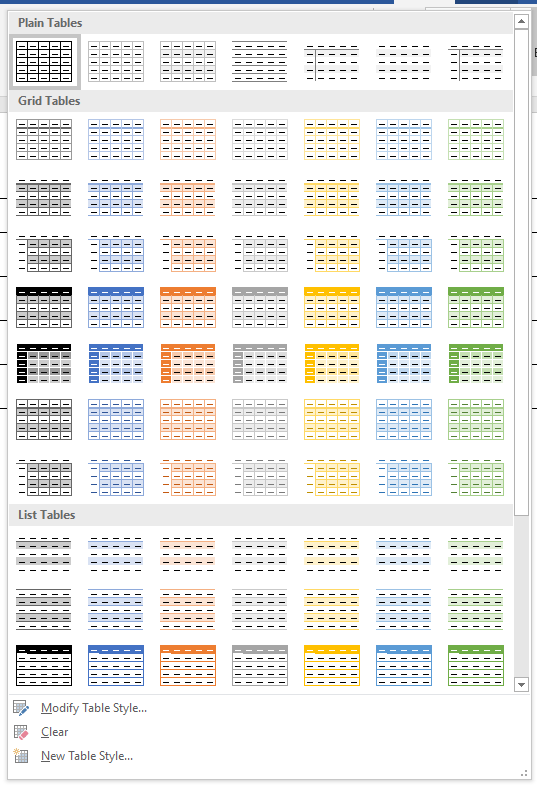 Plain Tables
Grid Tables
List Tables
Modify Table Style...
Clear
New Table Style...